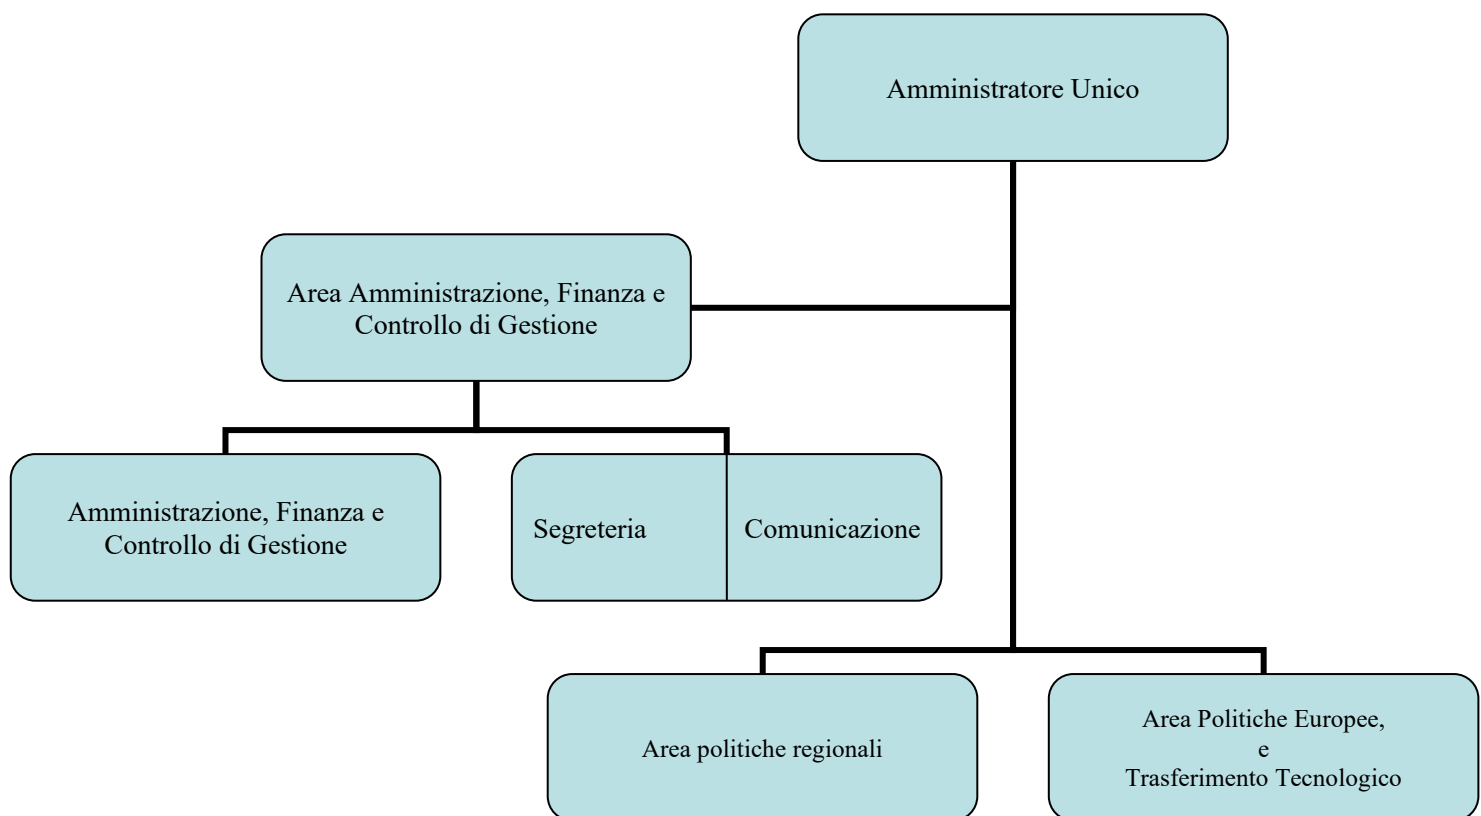 Amministratore Unico
Area Amministrazione, Finanza e
Controllo di Gestione
Amministrazione, Finanza e
Controllo di Gestione
Segreteria
Comunicazione
Area politiche regionali
Area Politiche Europee,
e
Trasferimento Tecnologico